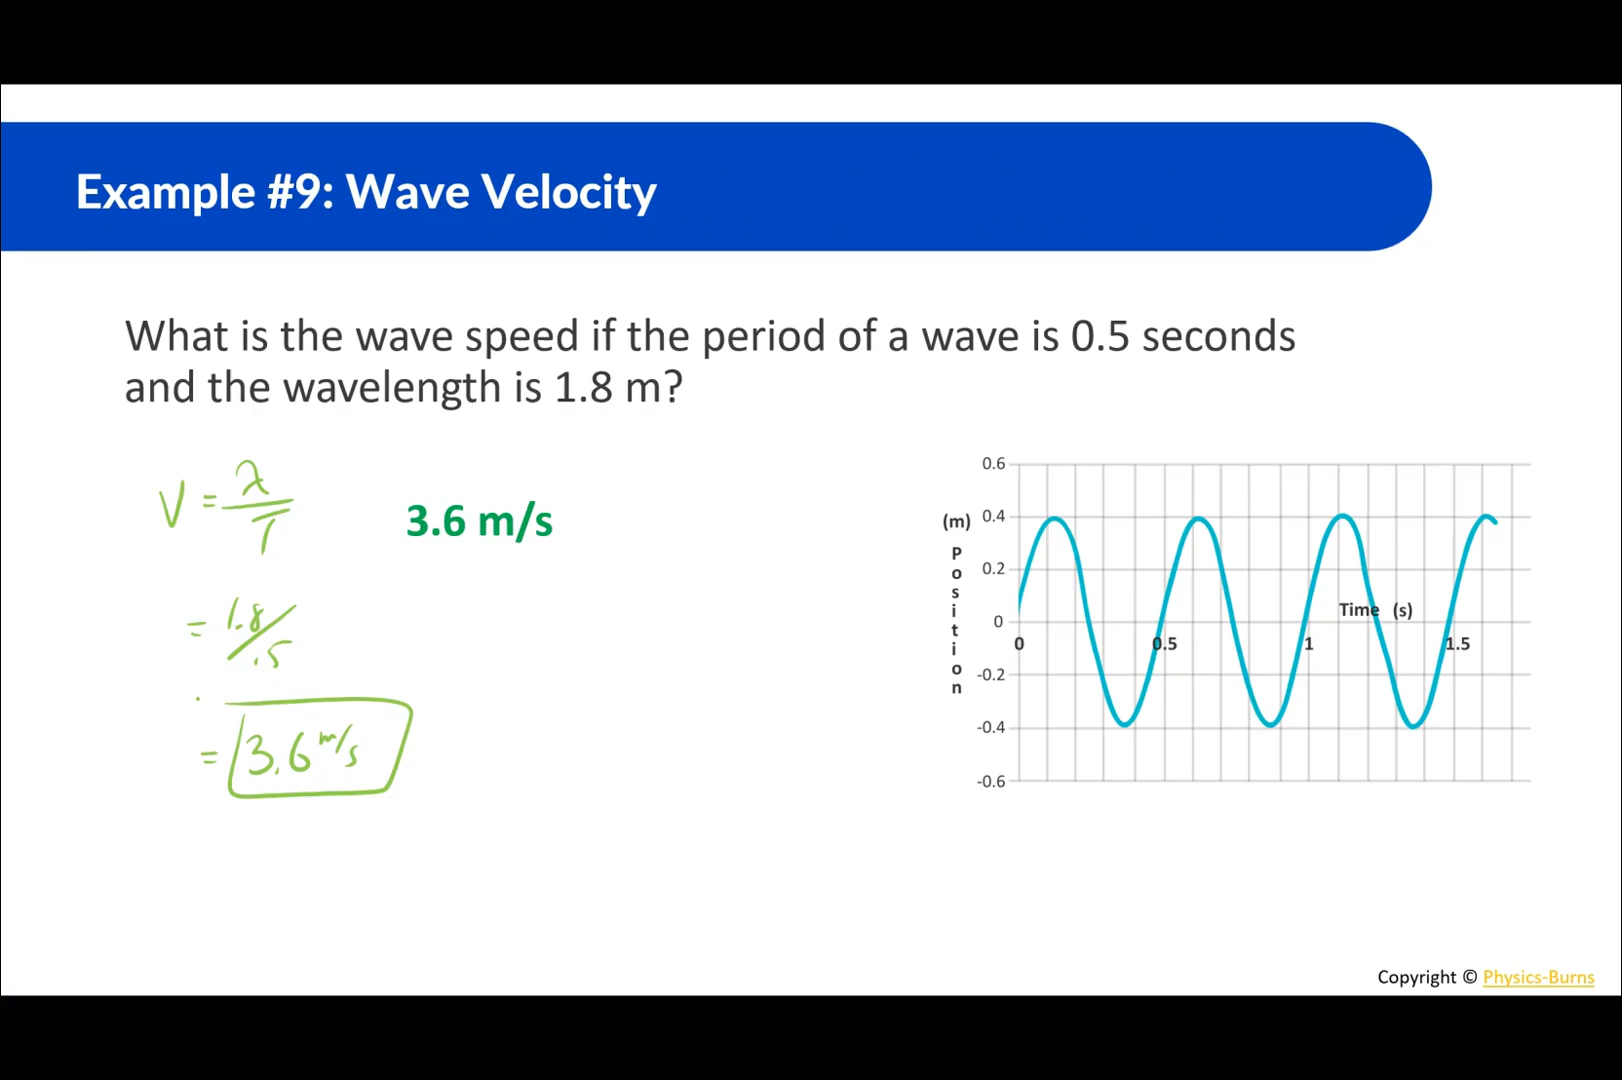 Example #9: Wave Velocity
What is the wave speed if the period of a wave is 0.5 seconds
and the wavelength is 1.8 m?
V = λ/T
= 1.8/.5
= 3.6 m/s
3.6 m/s
0.6
0.4
0.2
0
-0.2
-0.4
-0.6
(m)
Position
Time (s)
0 0.5 1 1.5
Copyright © Physics-Burns